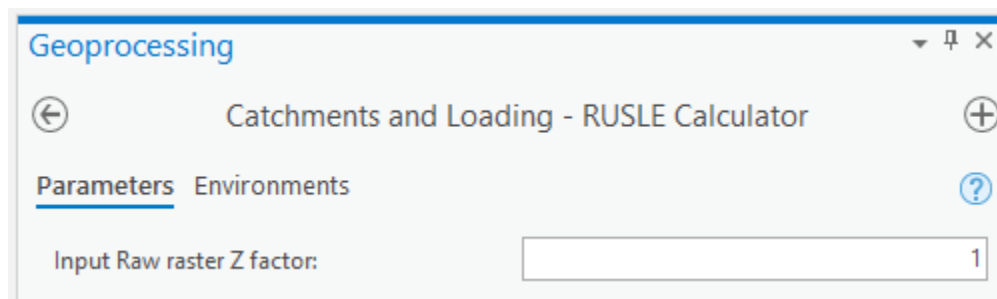 Geoprocessing
Catchments and Loading - RUSLE Calculator
Parameters Environments
Input Raw raster Z factor: 1